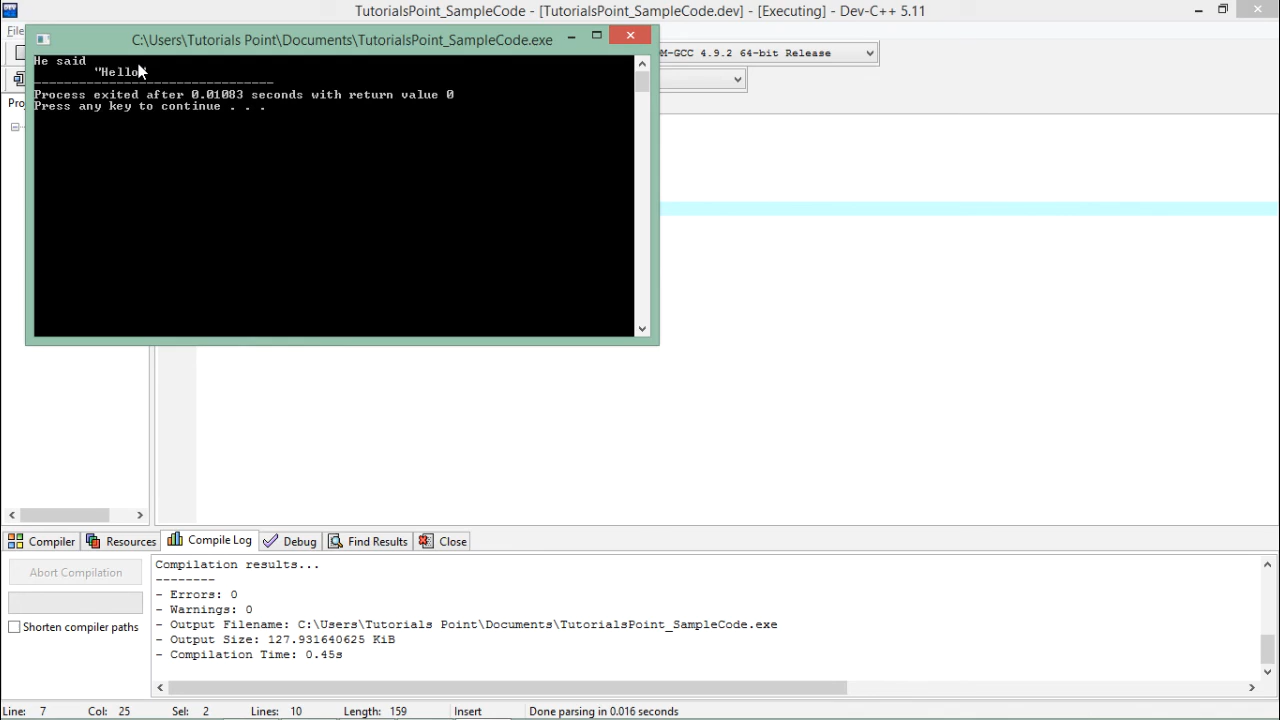 TutorialsPoint_SampleCode - [TutorialsPoint_SampleCode.dev] - [Executing] - Dev-C++ 5.11
File
C:\Users\Tutorials Point\Documents\TutorialsPoint_SampleCode.exe
M-GCC 4.9.2 64-bit Release
He said
"Hello
--------------------------------
Process exited after 0.01083 seconds with return value 0
Press any key to continue . . .
Proj
Compiler Resources Compile Log Debug Find Results Close
Abort Compilation
Shorten compiler paths
Compilation results...
--------
- Errors: 0
- Warnings: 0
- Output Filename: C:\Users\Tutorials Point\Documents\TutorialsPoint_SampleCode.exe
- Output Size: 127.931640625 KiB
- Compilation Time: 0.45s
Line: 7 Col: 25 Sel: 2 Lines: 10 Length: 159 Insert Done parsing in 0.016 seconds